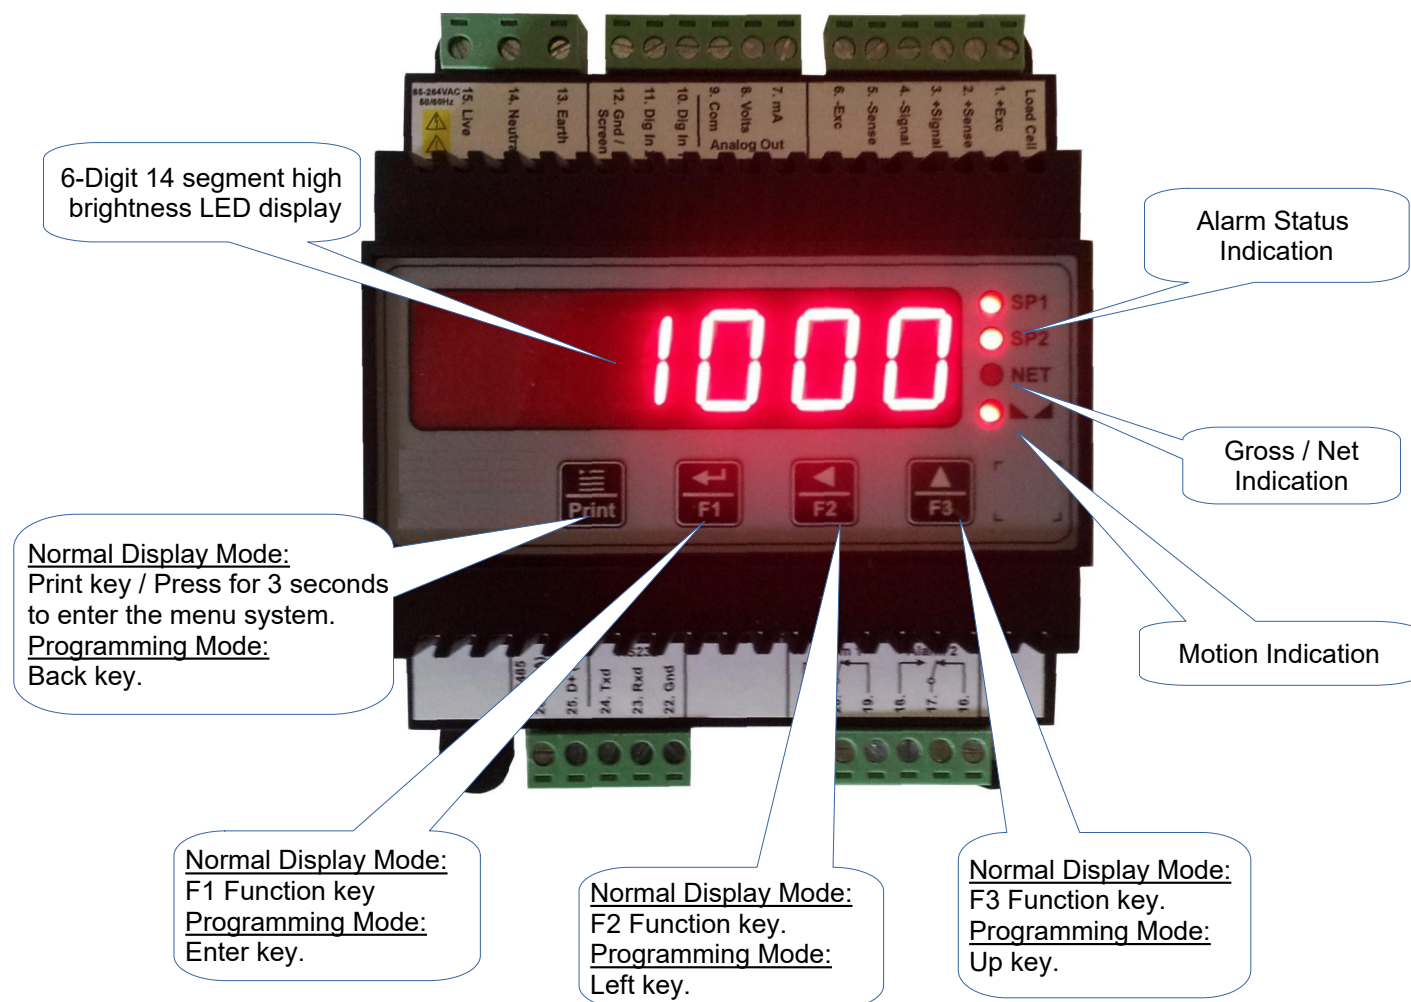 85-264VAC
50/60Hz
15. Live
14. Neutra
13. Earth
12. Gnd /
Screen
11. Dig In
10. Dig In
9. Com
8. Volts
7. mA
Analog Out
6. -Exc
5. -Sense
4. -Signal
3. +Signal
2. +Sense
1. +Exc
Load Cell
6-Digit 14 segment high
brightness LED display
Alarm Status
Indication
1000
SP1
SP2
NET
Gross / Net
Indication
Print
F1
F2
F3
Normal Display Mode:
Print key / Press for 3 seconds
to enter the menu system.
Programming Mode:
Back key.
Motion Indication
485
25. D+
24. Txd
23. Rxd
22. Gnd
19.
18.
17.
16.
Normal Display Mode:
F1 Function key
Programming Mode:
Enter key.
Normal Display Mode:
F2 Function key.
Programming Mode:
Left key.
Normal Display Mode:
F3 Function key.
Programming Mode:
Up key.